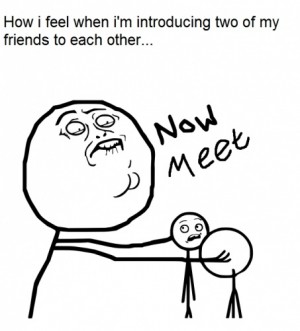 How i feel when i'm introducing two of my
friends to each other...
Now
Meet